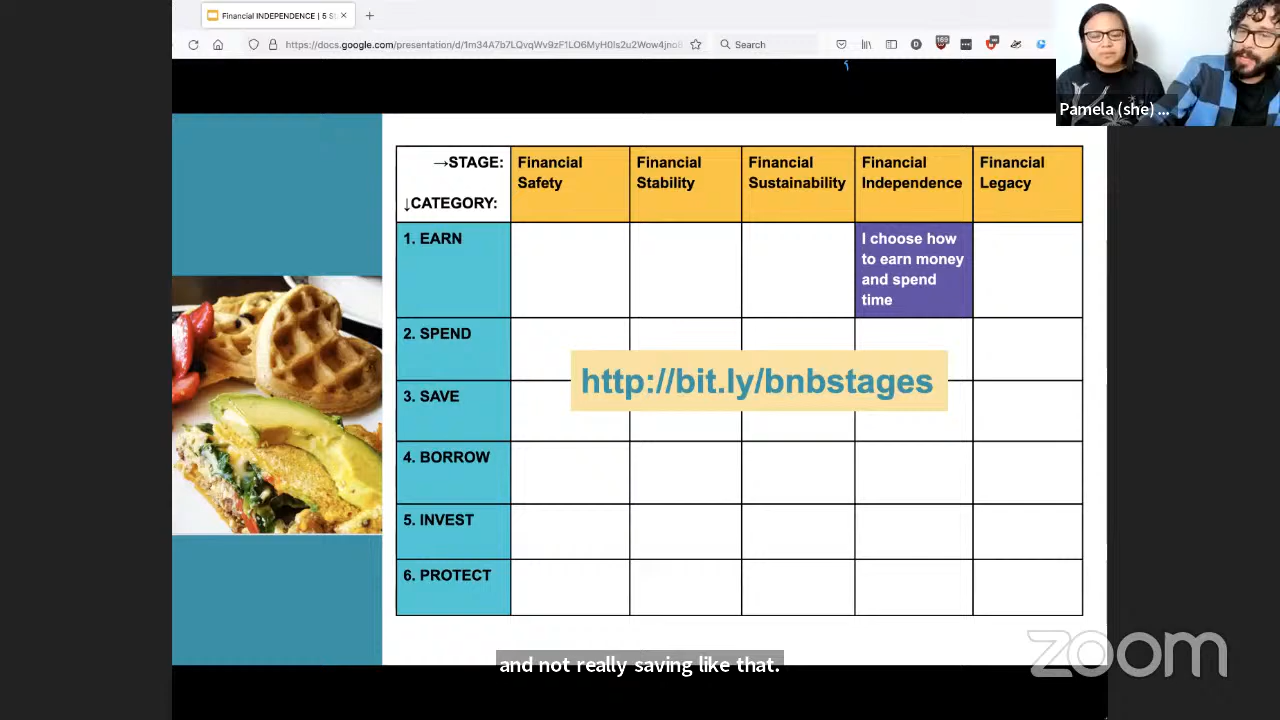 Financial INDEPENDENCE | 5 S
https://docs.google.com/presentation/d/1m34A7b7LQvqWv9zF1LO6MyH0ls2u2Wow4jno
Search
169
Pamela (she) ...
→STAGE:
↓CATEGORY:
Financial
Safety
Financial
Stability
Financial
Sustainability
Financial
Independence
Financial
Legacy
1. EARN
I choose how
to earn money
and spend
time
2. SPEND
http://bit.ly/bnbstages
3. SAVE
4. BORROW
5. INVEST
6. PROTECT
zoom
and not really saving like that.